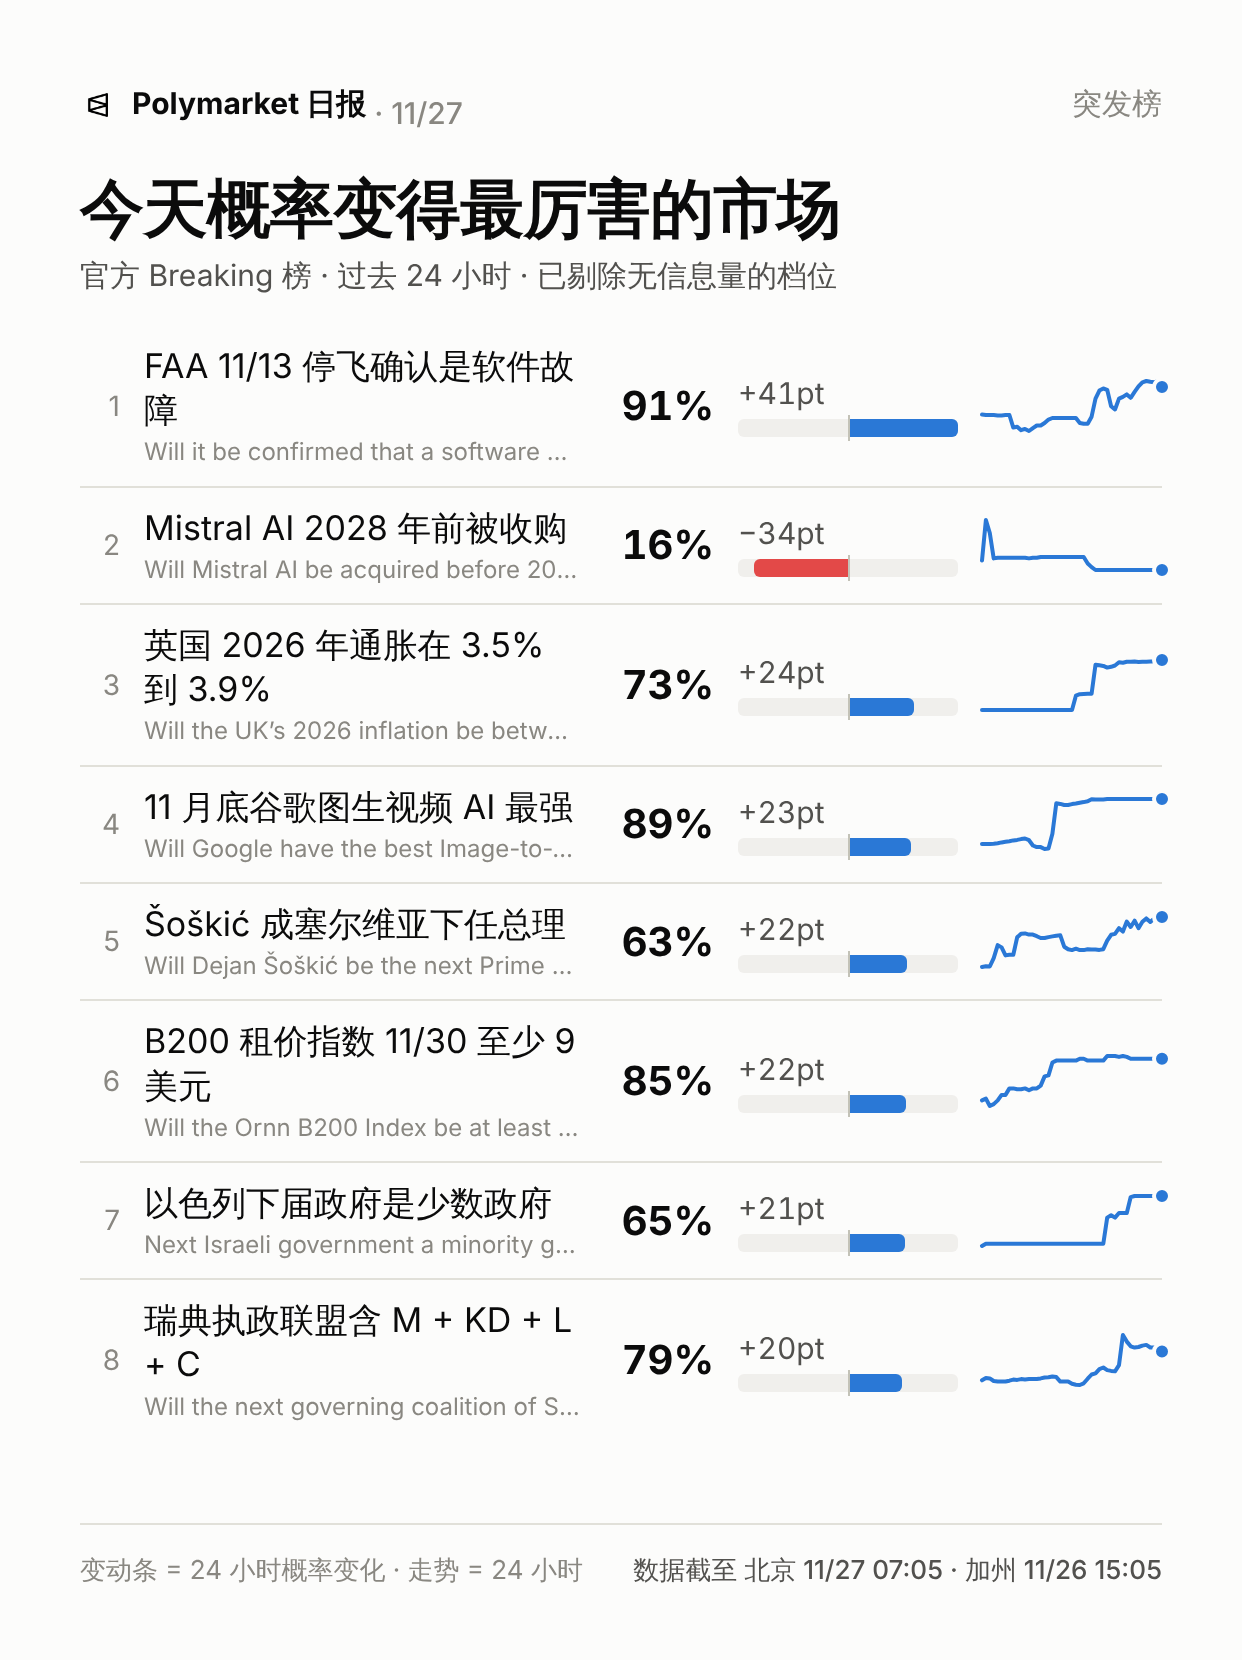 Polymarket 日报 · 11/27
突发榜
今天概率变得最厉害的市场
官方 Breaking 榜 · 过去 24 小时 · 已剔除无信息量的档位
1
FAA 11/13 停飞确认是软件故
障
Will it be confirmed that a software ...
91%
+41pt
2
Mistral AI 2028 年前被收购
Will Mistral AI be acquired before 20...
16%
−34pt
3
英国 2026 年通胀在 3.5%
到 3.9%
Will the UK’s 2026 inflation be betw...
73%
+24pt
4
11 月底谷歌图生视频 AI 最强
Will Google have the best Image-to-...
89%
+23pt
5
Šoškić 成塞尔维亚下任总理
Will Dejan Šoškić be the next Prime ...
63%
+22pt
6
B200 租价指数 11/30 至少 9
美元
Will the Ornn B200 Index be at least ...
85%
+22pt
7
以色列下届政府是少数政府
Next Israeli government a minority g...
65%
+21pt
8
瑞典执政联盟含 M + KD + L
+ C
Will the next governing coalition of S...
79%
+20pt
变动条 = 24 小时概率变化 · 走势 = 24 小时
数据截至 北京 11/27 07:05 · 加州 11/26 15:05